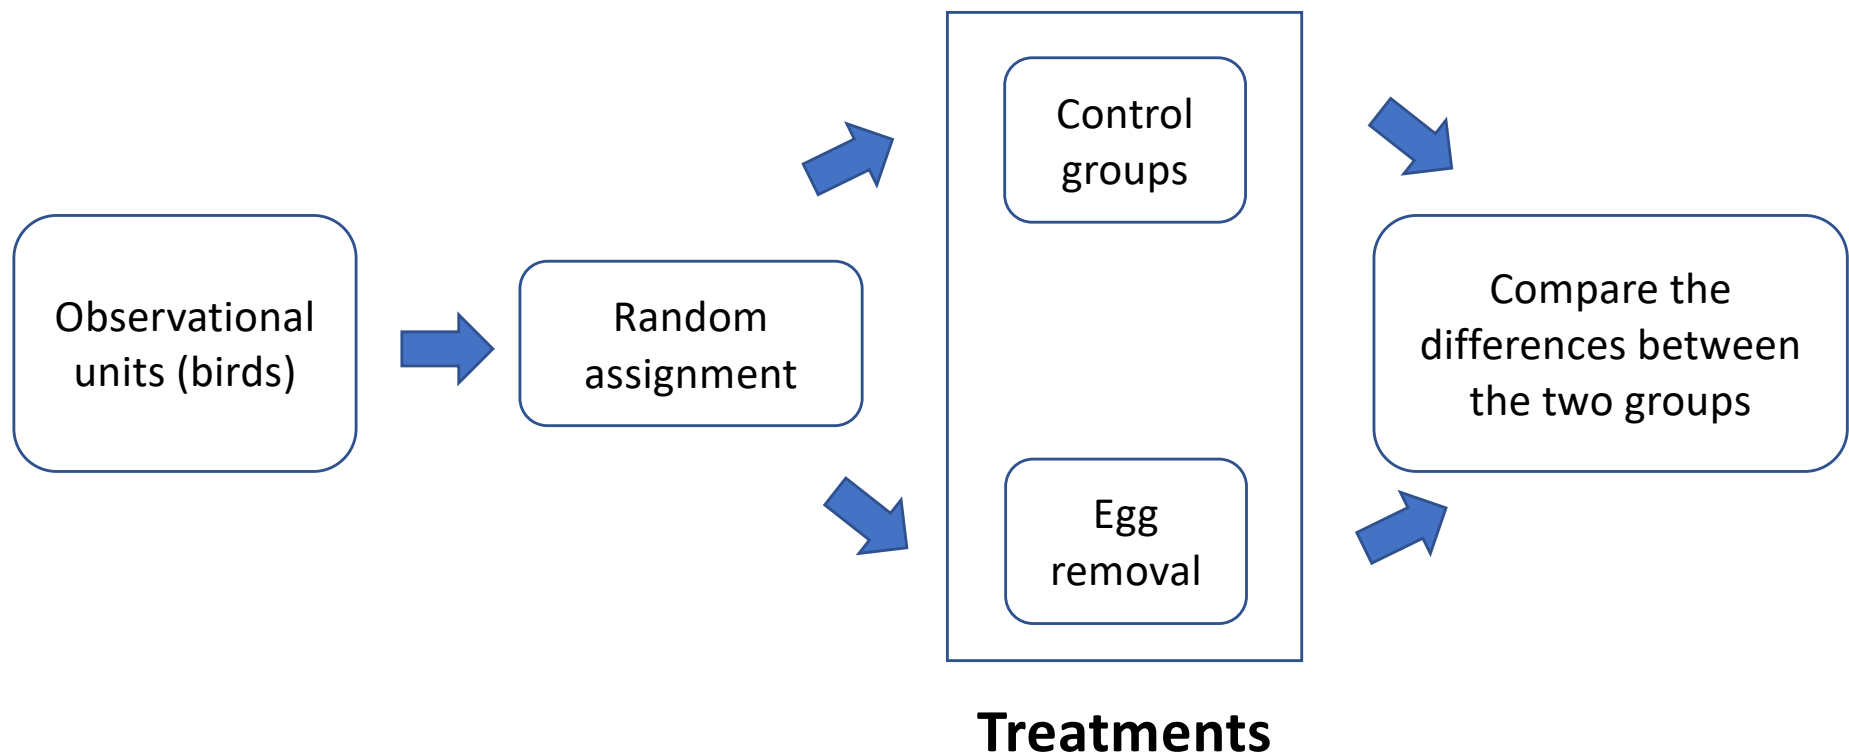 Observational
units (birds)
Random
assignment
Control
groups
Egg
removal
Compare the
differences between
the two groups
Treatments